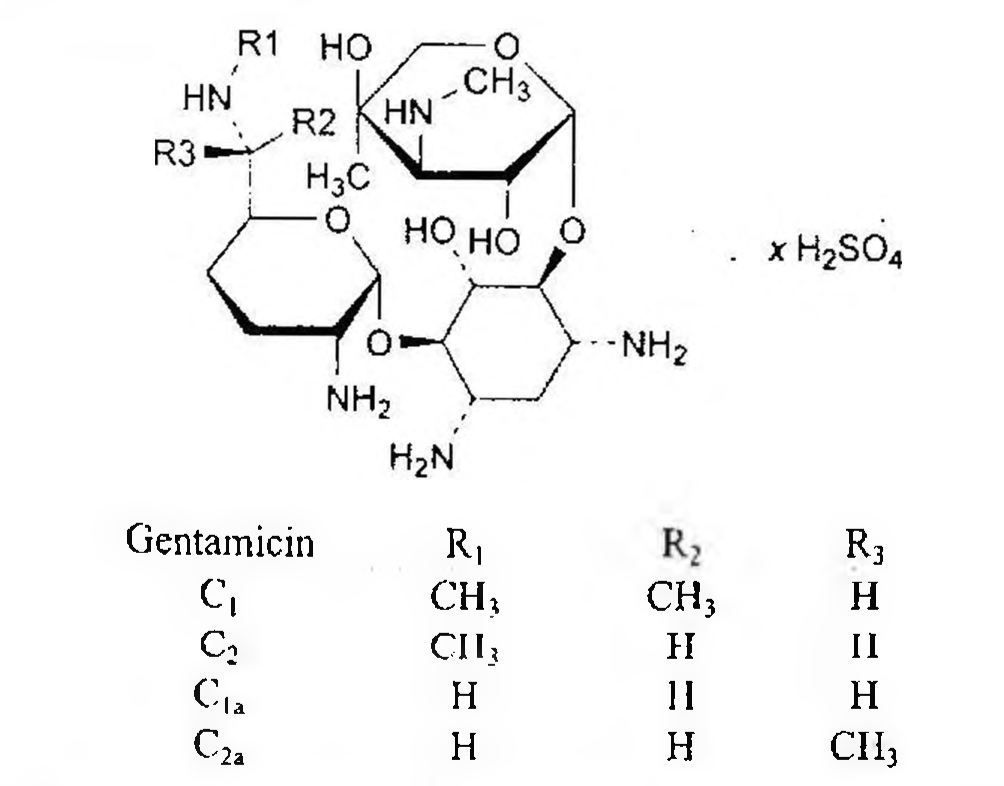 R1
HO
O
HN
CH₃
HN
R2
R3
H₃C
O
HO
HO
O
. x H₂SO₄
O
NH₂
NH₂
H₂N
Gentamicin R₁ R₂ R₃
C₁ CH₃ CH₃ H
C₂ CH₃ H H
C₁ₐ H H H
C₂ₐ H H CH₃